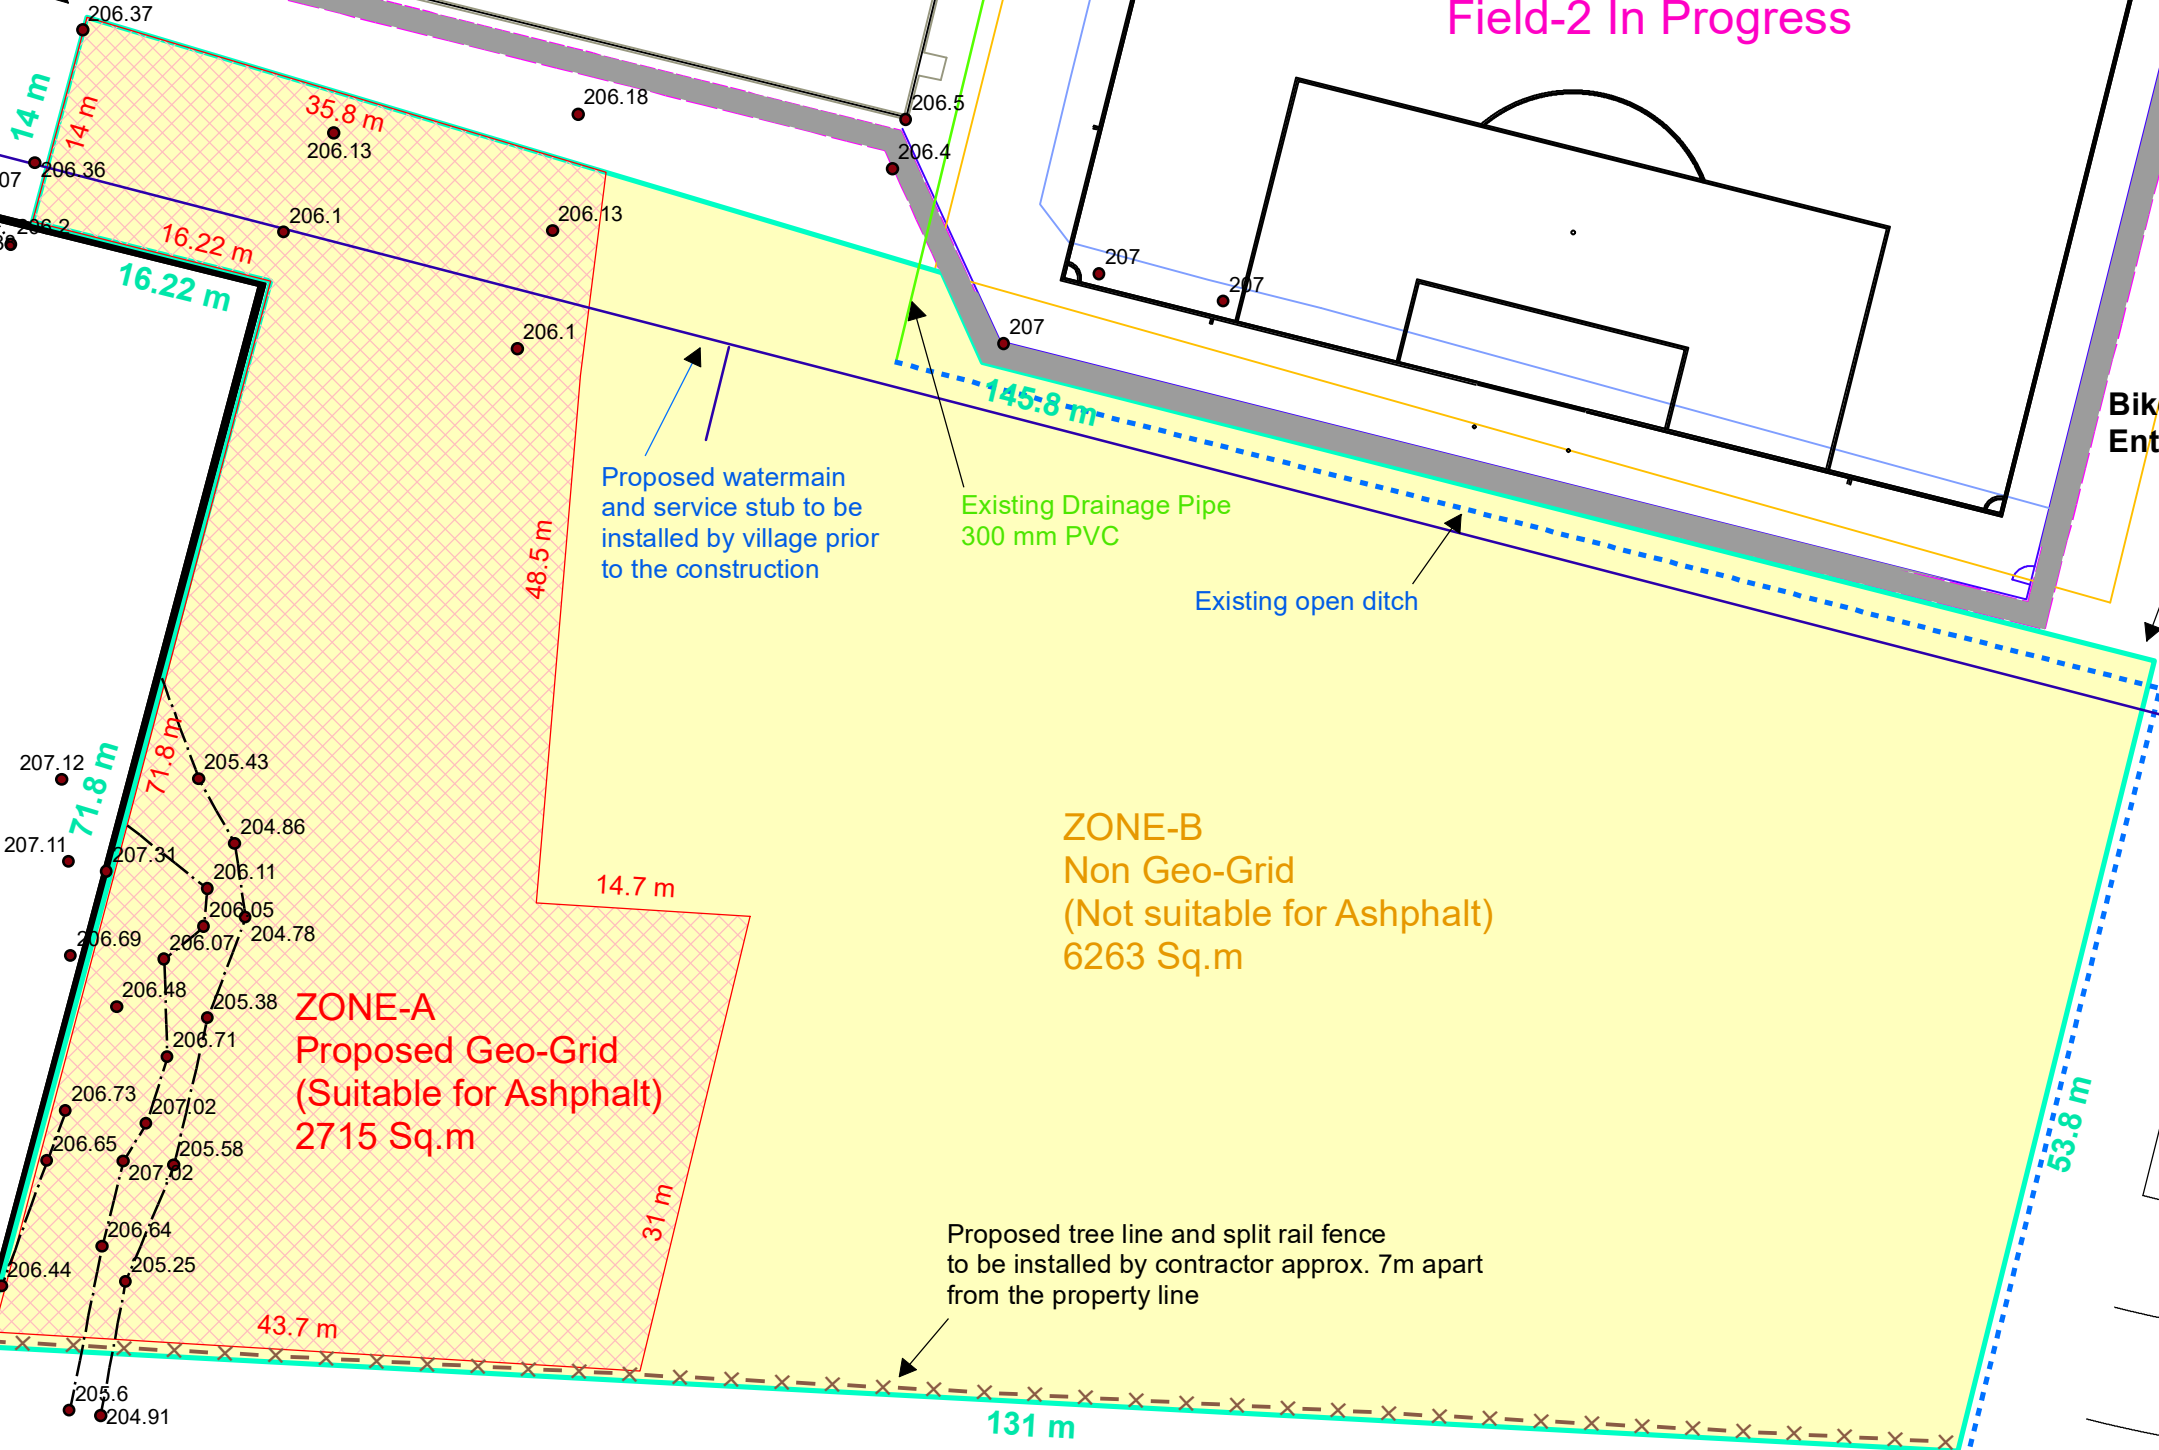 206.37
Field-2 In Progress
14 m
14 m
35.8 m
206.18
206.5
206.13
206.4
206.36
07
206.2
206.1
206.13
16.22 m
16.22 m
207
207
207
206.1
145.8 m
Bik
Ent
Proposed watermain
and service stub to be
installed by village prior
to the construction
Existing Drainage Pipe
300 mm PVC
48.5 m
Existing open ditch
71.8 m
71.8 m
207.12
205.43
204.86
207.11
207.31
206.11
206.05
204.78
206.69
206.07
14.7 m
ZONE-B
Non Geo-Grid
(Not suitable for Ashphalt)
6263 Sq.m
206.48
205.38
206.71
ZONE-A
Proposed Geo-Grid
(Suitable for Ashphalt)
2715 Sq.m
206.73
207.02
206.65
205.58
207.02
53.8 m
31 m
206.64
205.25
206.44
Proposed tree line and split rail fence
to be installed by contractor approx. 7m apart
from the property line
43.7 m
205.6
204.91
131 m